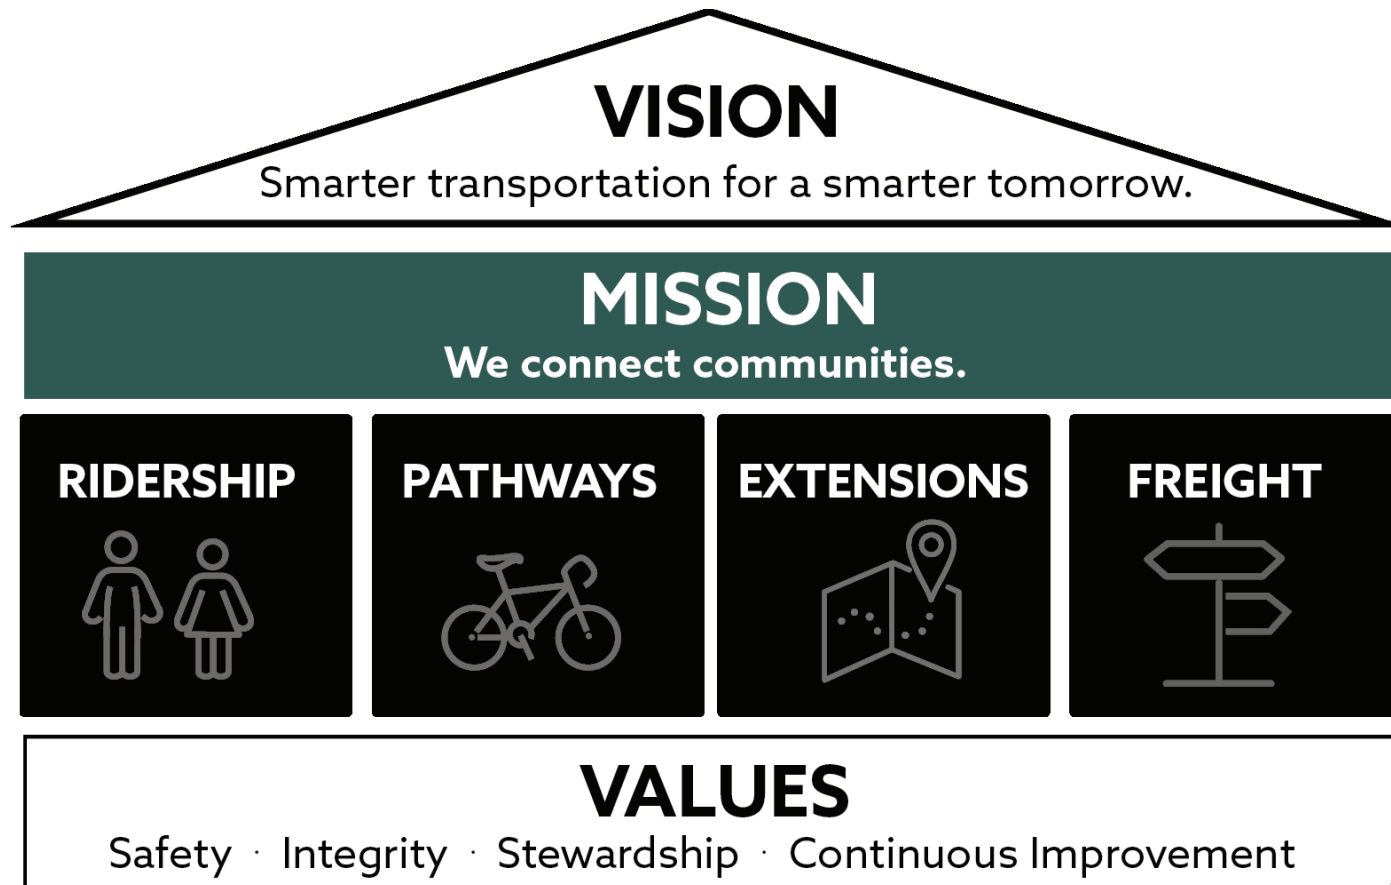 VISION
Smarter transportation for a smarter tomorrow.
MISSION
We connect communities.
RIDERSHIP
PATHWAYS
EXTENSIONS
FREIGHT
VALUES
Safety · Integrity · Stewardship · Continuous Improvement